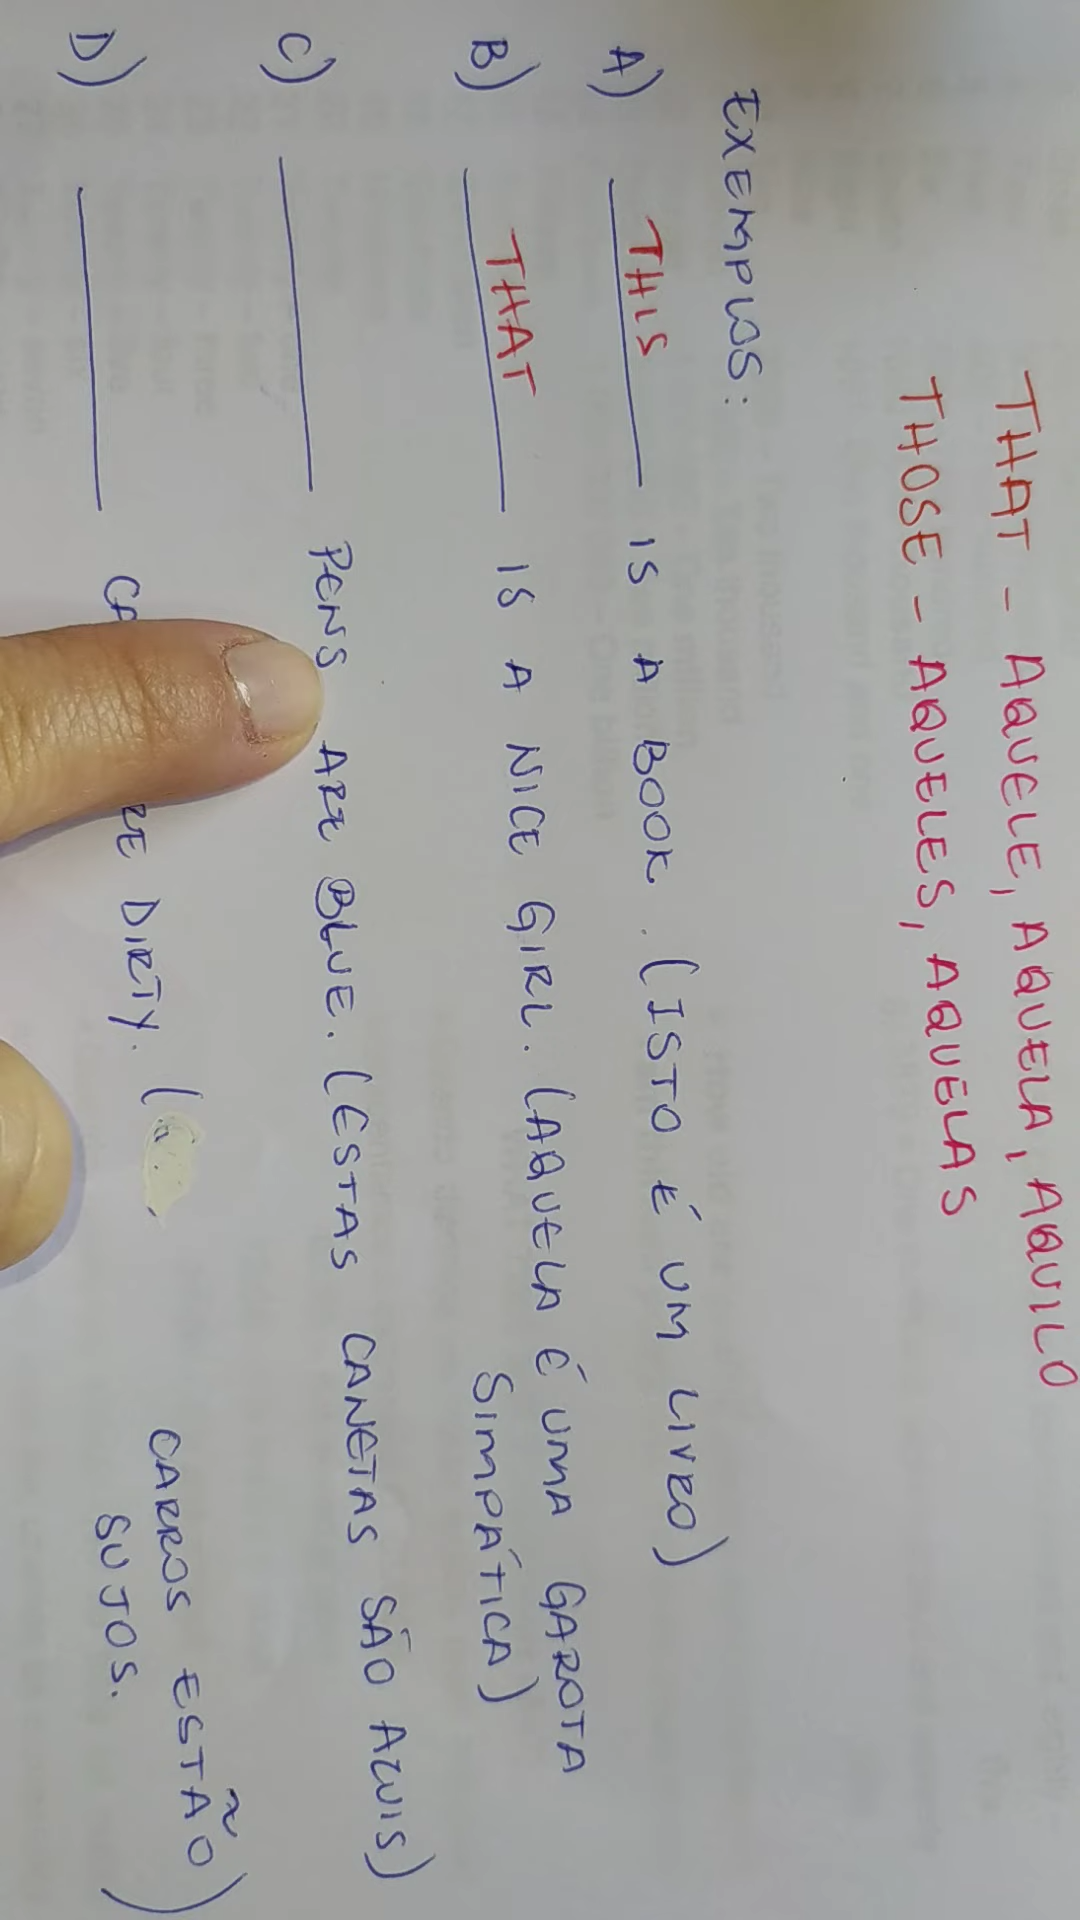 THAT - AQUELE, AQUELA, AQUILO
THOSE - AQUELES, AQUELAS
EXEMPLOS:
A) THIS IS A BOOK. (ISTO É UM LIVRO)
B) THAT IS A NICE GIRL. (AQUELA É UMA GAROTA
SIMPÁTICA)
C) PENS ARE BLUE. (ESTAS CANETAS SÃO AZUIS)
D) DIRTY. ( CARROS ESTÃO
SUJOS. )